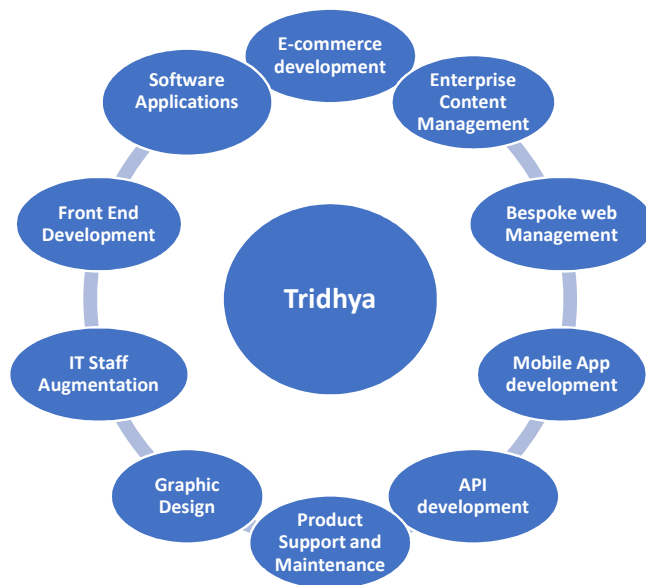 E-commerce
development
Enterprise
Content
Management
Bespoke web
Management
Mobile App
development
API
development
Product
Support and
Maintenance
Graphic
Design
IT Staff
Augmentation
Front End
Development
Software
Applications
Tridhya